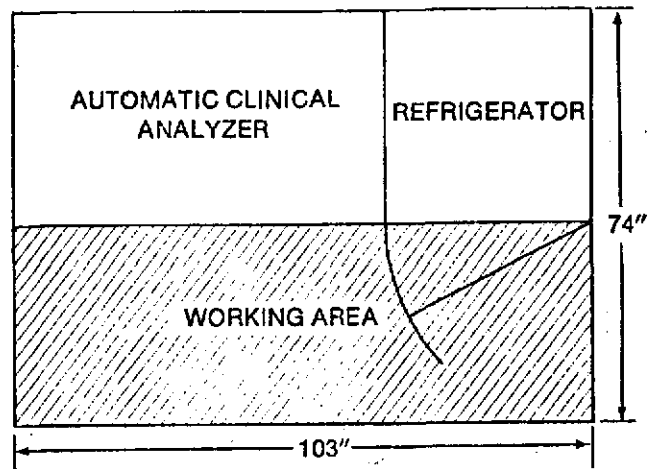 AUTOMATIC CLINICAL
ANALYZER
REFRIGERATOR
74"
WORKING AREA
103"